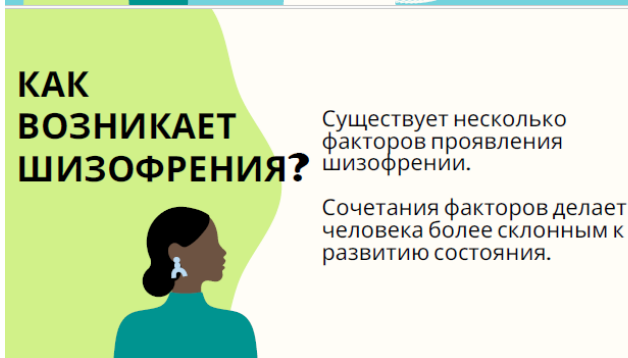 КАК
ВОЗНИКАЕТ
ШИЗОФРЕНИЯ?
Существует несколько
факторов проявления
шизофрении.
Сочетания факторов делает
человека более склонным к
развитию состояния.